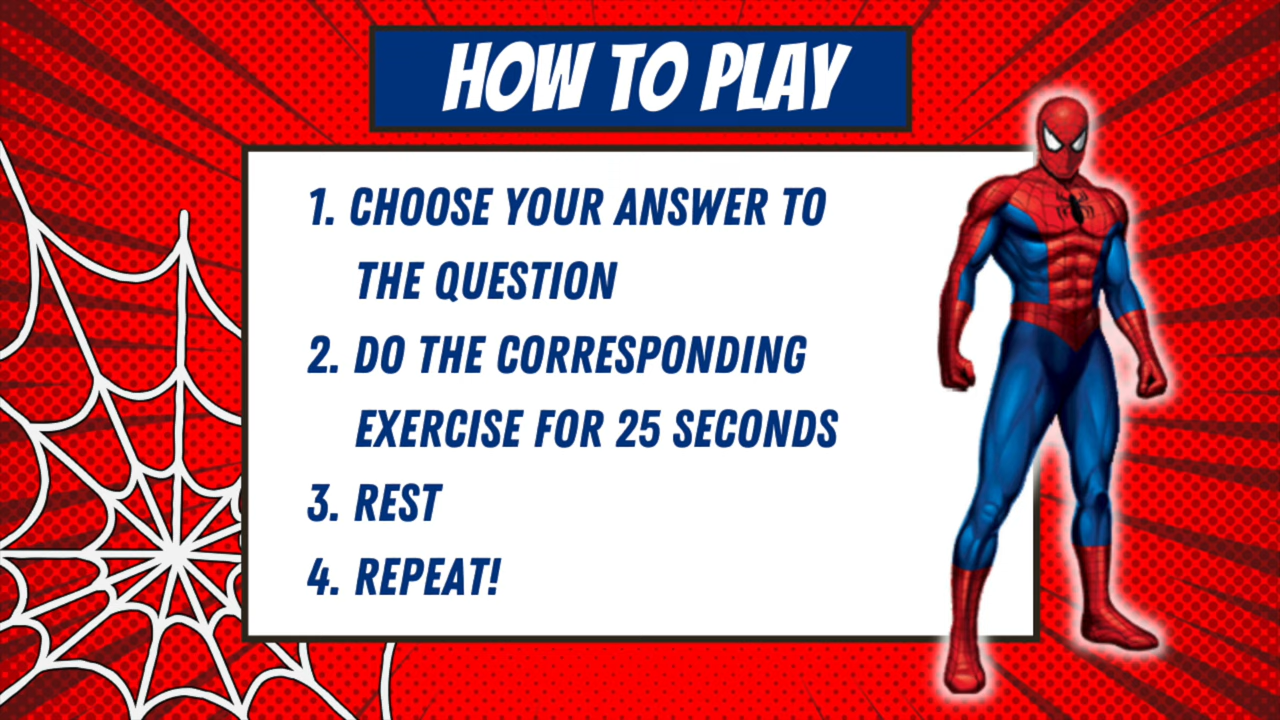 HOW TO PLAY
1. CHOOSE YOUR ANSWER TO
THE QUESTION
2. DO THE CORRESPONDING
EXERCISE FOR 25 SECONDS
3. REST
4. REPEAT!